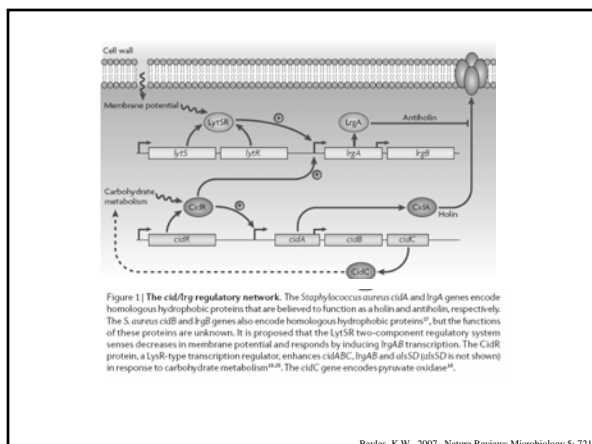 Cell wall
Membrane potential
LytSR
LrgA
Antiholin
lytS
lytR
lrgA
lrgB
Carbohydrate
metabolism
CidR
CidA
Holin
cidR
cidA
cidB
cidC
CidC
Figure 1 | The cid/lrg regulatory network. The Staphylococcus aureus cidA and lrgA genes encode
homologous hydrophobic proteins that are believed to function as a holin and antiholin, respectively.
The S. aureus cidB and lrgB genes also encode homologous hydrophobic proteins, but the functions
of these proteins are unknown. It is proposed that the LytSR two-component regulatory system
senses decreases in membrane potential and responds by inducing lrgAB transcription. The CidR
protein, a LysR-type transcription regulator, enhances cidABC, lrgAB and alsSD (alsSD is not shown)
in response to carbohydrate metabolism. The cidC gene encodes pyruvate oxidase.
K.W. 2007. Nature Reviews Microbiology 5: 721